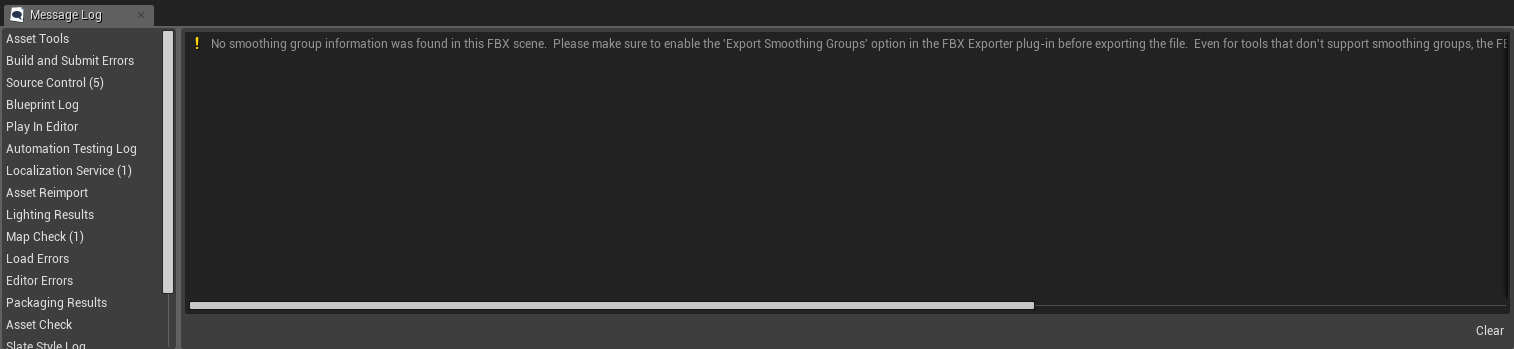 Message Log
Asset Tools
Build and Submit Errors
Source Control (5)
Blueprint Log
Play In Editor
Automation Testing Log
Localization Service (1)
Asset Reimport
Lighting Results
Map Check (1)
Load Errors
Editor Errors
Packaging Results
Asset Check
Slate Style Log
! No smoothing group information was found in this FBX scene.  Please make sure to enable the 'Export Smoothing Groups' option in the FBX Exporter plug-in before exporting the file.  Even for tools that don't support smoothing groups, the
Clear